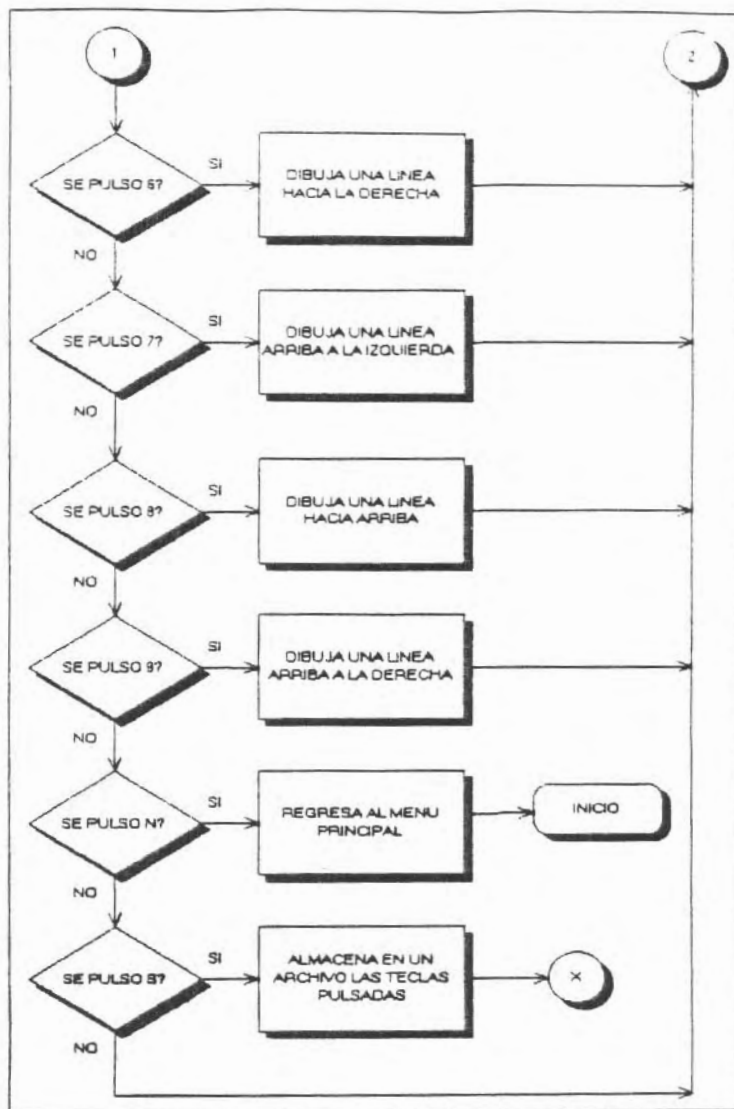 1
2
SE PULSO 6?
SI
DIBUJA UNA LINEA
HACIA LA DERECHA
NO
SE PULSO 7?
SI
DIBUJA UNA LINEA
ARRIBA A LA IZQUIERDA
NO
SE PULSO 8?
SI
DIBUJA UNA LINEA
HACIA ARRIBA
NO
SE PULSO 9?
SI
DIBUJA UNA LINEA
ARRIBA A LA DERECHA
NO
SE PULSO N?
SI
REGRESA AL MENU
PRINCIPAL
INICIO
NO
SE PULSO
SI
ALMACENA EN UN
ARCHIVO LAS TECLAS
PULSADAS
X
NO